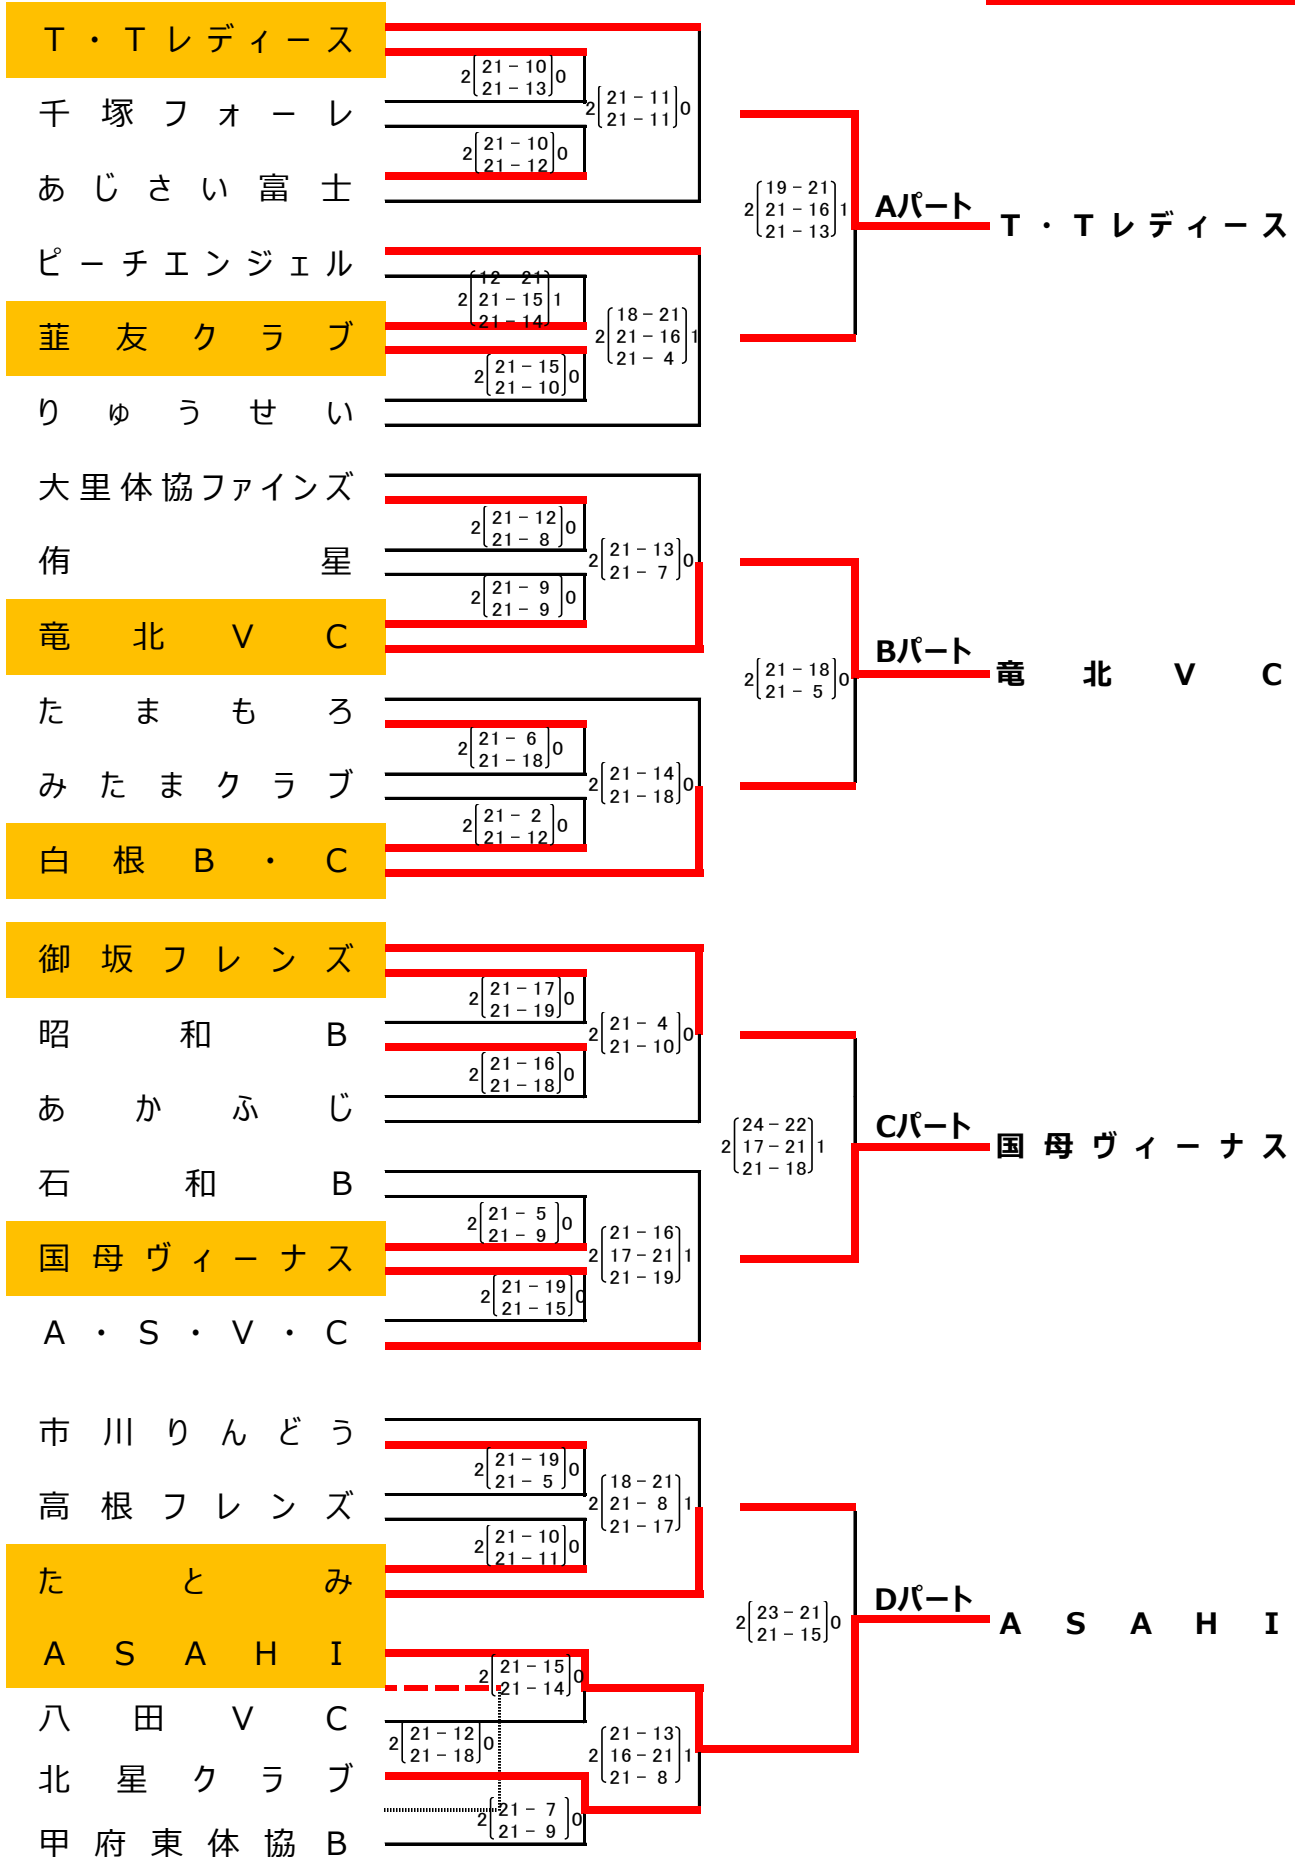 T・Tレディース
2 21－10 0
21－13
千塚フォーレ
2 21－11 0
21－11
2 21－10 0
21－12
あじさい富士
2 19－21 1
21－16
21－13
Aパート
T・Tレディース
ピーチエンジェル
2 12 21 1
21－15
21－14
韮友クラブ
2 18－21 1
21－16
21－ 4
2 21－15 0
21－10
りゅうせい
大里体協ファインズ
2 21－12 0
21－ 8
侑星
2 21－13 0
21－ 7
2 21－ 9 0
21－ 9
竜北VC
2 21－18 0
21－ 5
Bパート
竜北VC
たまもろ
2 21－ 6 0
21－18
みたまクラブ
2 21－14 0
21－18
2 21－ 2 0
21－12
白根B・C
御坂フレンズ
2 21－17 0
21－19
昭和B
2 21－ 4 0
21－10
2 21－16 0
21－18
あかふじ
2 24－22 1
17－21
21－18
Cパート
国母ヴィーナス
石和B
2 21－ 5 0
21－ 9
国母ヴィーナス
2 21－16 1
17－21
21－19
2 21－19 0
21－15
A・S・V・C
市川りんどう
2 21－19 0
21－ 5
高根フレンズ
2 18－21 1
21－ 8
21－17
2 21－10 0
21－11
たとみ
2 23－21 0
21－15
Dパート
ASAHI
ASAHI
2 21－15 0
21－14
八田VC
2 21－12 0
21－18
2 21－13 1
16－21
21－ 8
北星クラブ
2 21－ 7 0
21－ 9
甲府東体協B